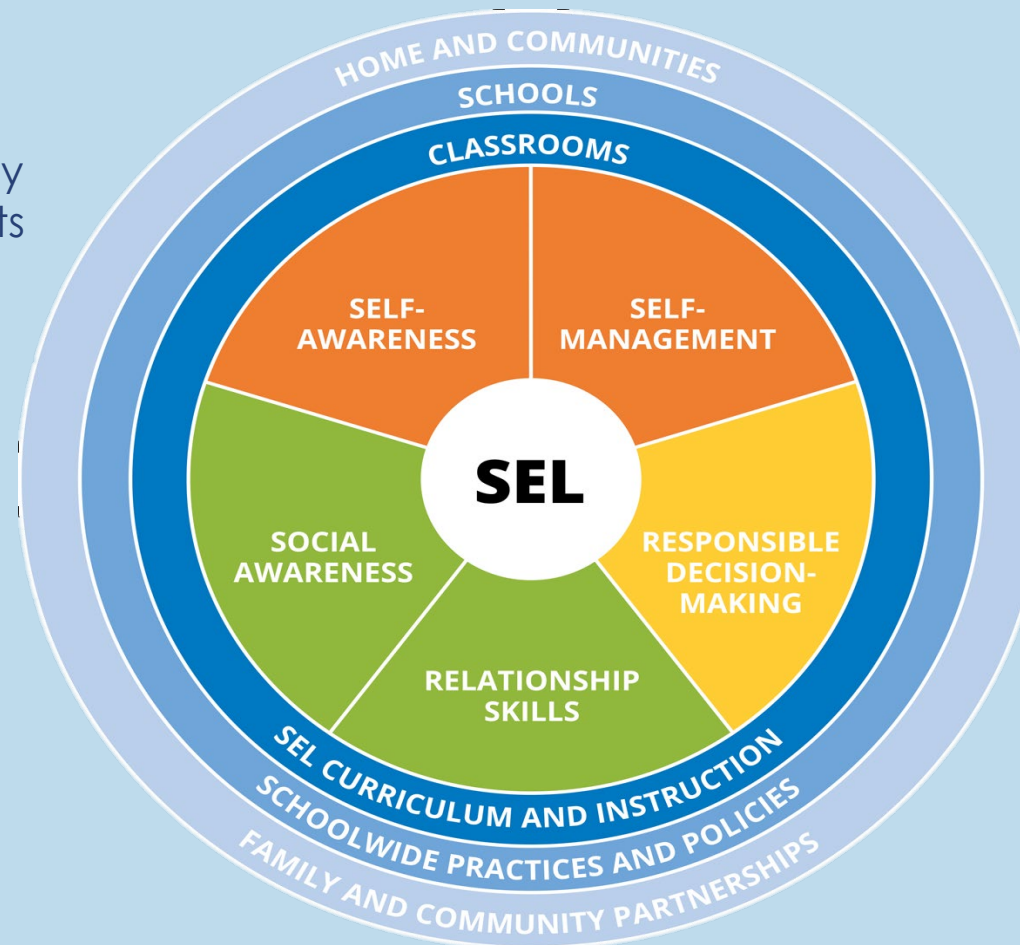 HOME AND COMMUNITIES
SCHOOLS
CLASSROOMS
SELF-
AWARENESS
SELF-
MANAGEMENT
SEL
SOCIAL
AWARENESS
RESPONSIBLE
DECISION-
MAKING
RELATIONSHIP
SKILLS
SEL CURRICULUM AND INSTRUCTION
SCHOOLWIDE PRACTICES AND POLICIES
FAMILY AND COMMUNITY PARTNERSHIPS